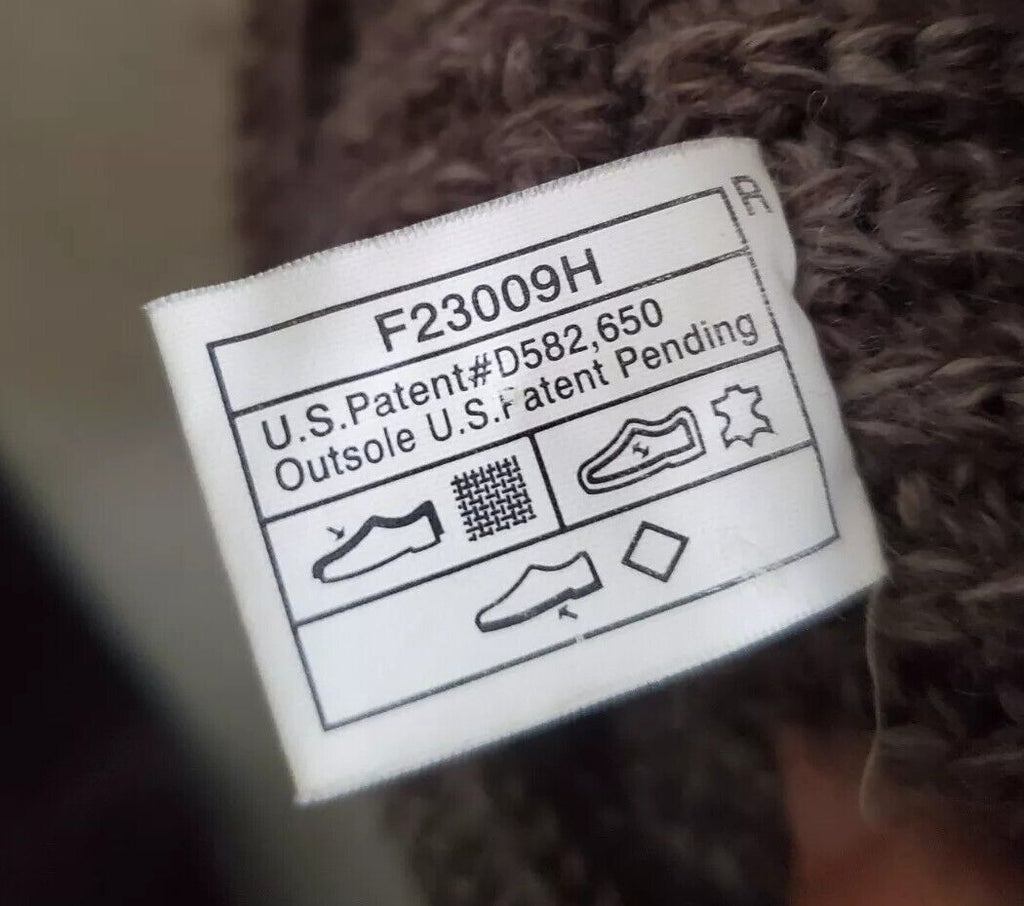 F23009H
U.S.Patent#D582,650
Outsole U.S.Patent Pending